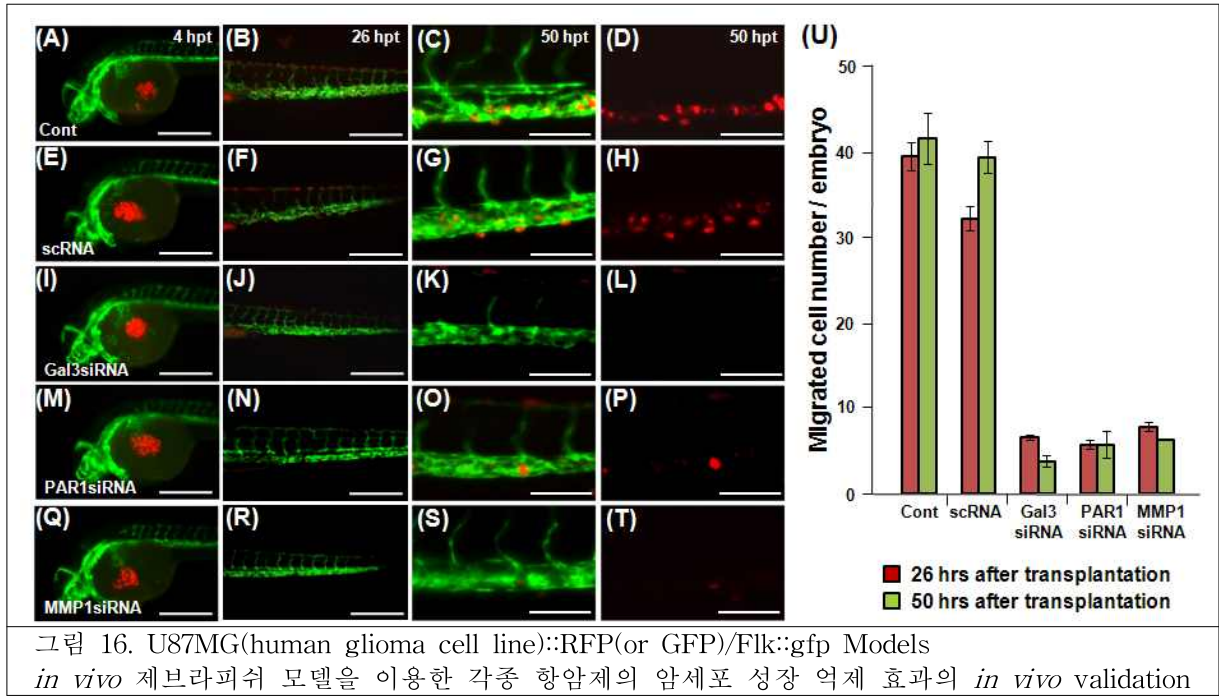 (A) 4 hpt
Cont
(B) 26 hpt
(C) 50 hpt
(D) 50 hpt
(E)
scRNA
(F)
(G)
(H)
(I)
Gal3siRNA
(J)
(K)
(L)
(M)
PAR1siRNA
(N)
(O)
(P)
(Q)
MMP1siRNA
(R)
(S)
(T)
(U)
Migrated cell number / embryo
50
40
30
20
10
0
Cont scRNA Gal3 PAR1 MMP1
siRNA siRNA siRNA
26 hrs after transplantation
50 hrs after transplantation
그림 16. U87MG(human glioma cell line)::RFP(or GFP)/Flk::gfp Models
in vivo 제브라피쉬 모델을 이용한 각종 항암제의 암세포 성장 억제 효과의 in vivo validation